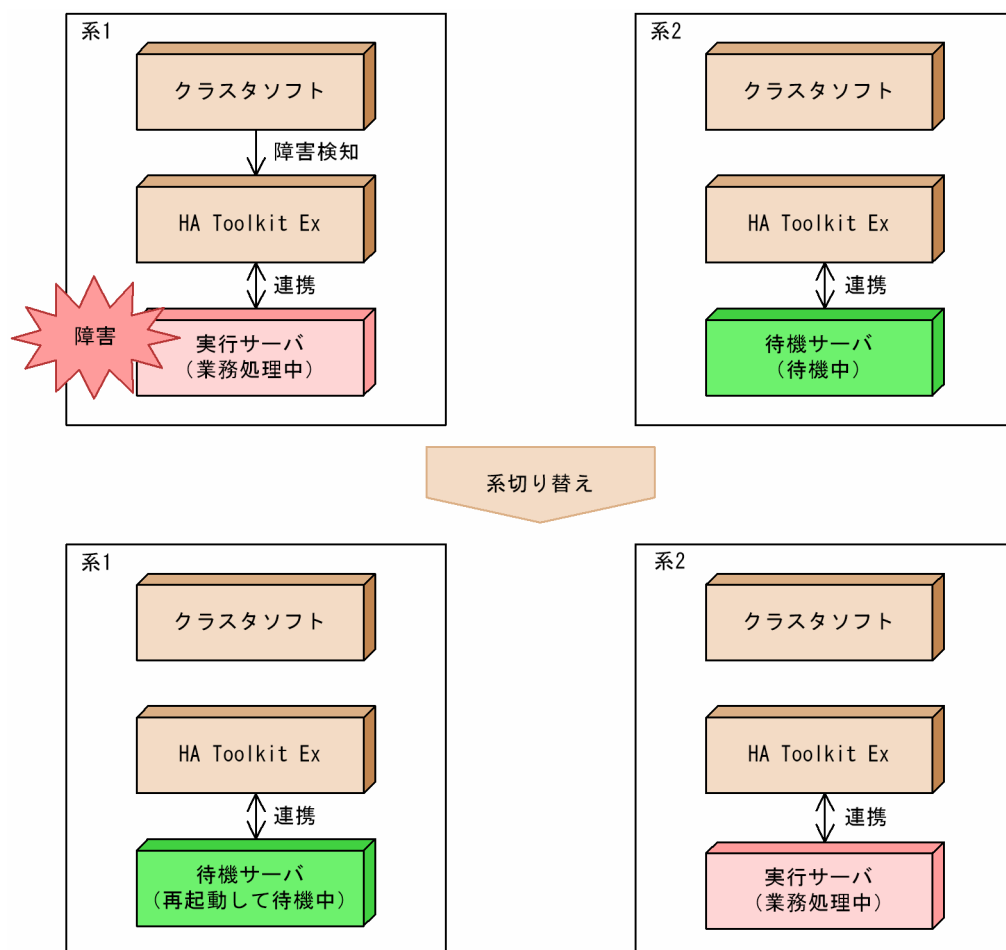 系1
クラスタソフト
障害検知
HA Toolkit Ex
連携
障害
実行サーバ
（業務処理中）
系2
クラスタソフト
HA Toolkit Ex
連携
待機サーバ
（待機中）
系切り替え
系1
クラスタソフト
HA Toolkit Ex
連携
待機サーバ
（再起動して待機中）
系2
クラスタソフト
HA Toolkit Ex
連携
実行サーバ
（業務処理中）